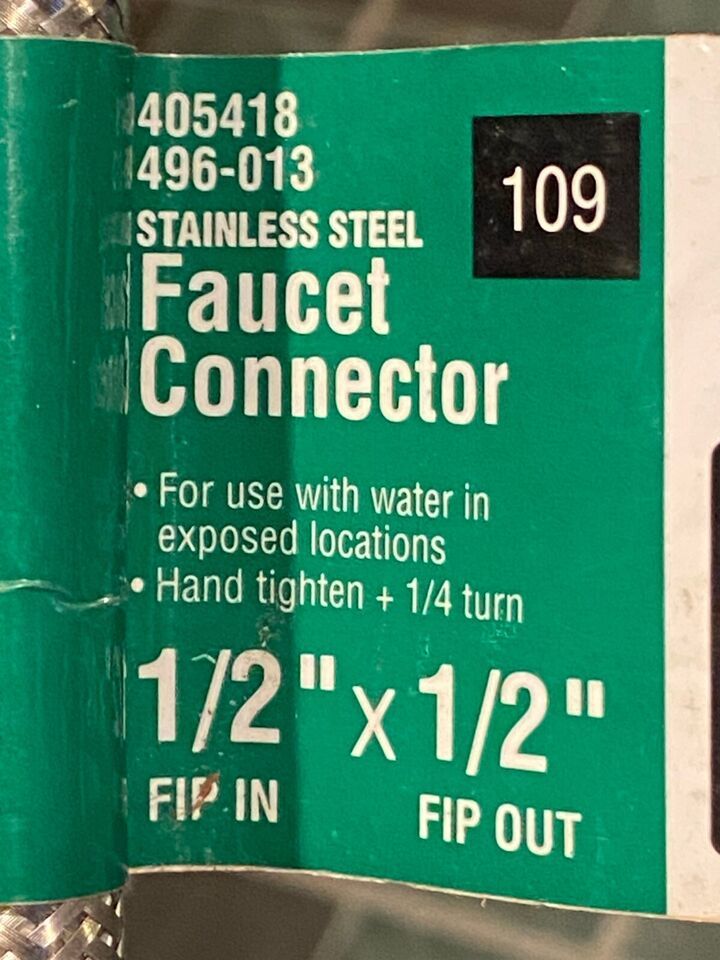 405418
496-013
109
STAINLESS STEEL
Faucet
Connector
• For use with water in
exposed locations
• Hand tighten + 1/4 turn
1/2" x 1/2"
FIP IN FIP OUT